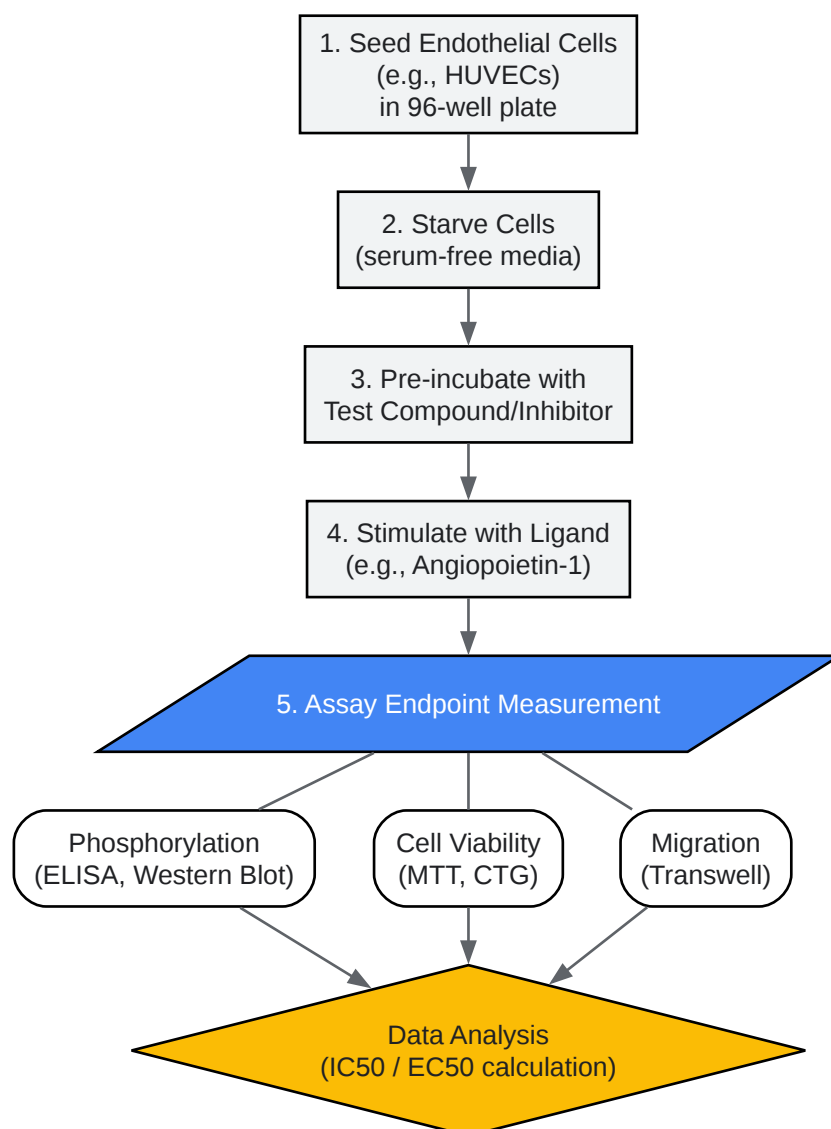 1. Seed Endothelial Cells
(e.g., HUVECs)
in 96-well plate
2. Starve Cells
(serum-free media)
3. Pre-incubate with
Test Compound/Inhibitor
4. Stimulate with Ligand
(e.g., Angiopoietin-1)
5. Assay Endpoint Measurement
Phosphorylation
(ELISA, Western Blot)
Cell Viability
(MTT, CTG)
Migration
(Transwell)
Data Analysis
(IC50 / EC50 calculation)